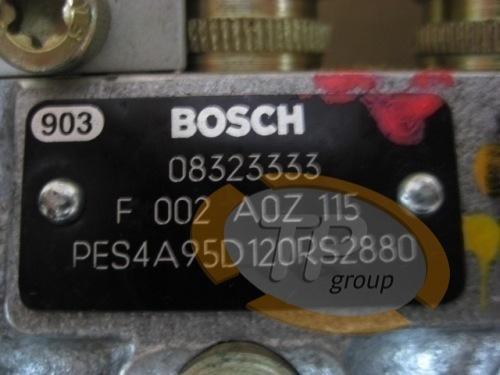 903
BOSCH
08323333
F 002 A0Z 115
PES4A95D120RS2880
TP
group